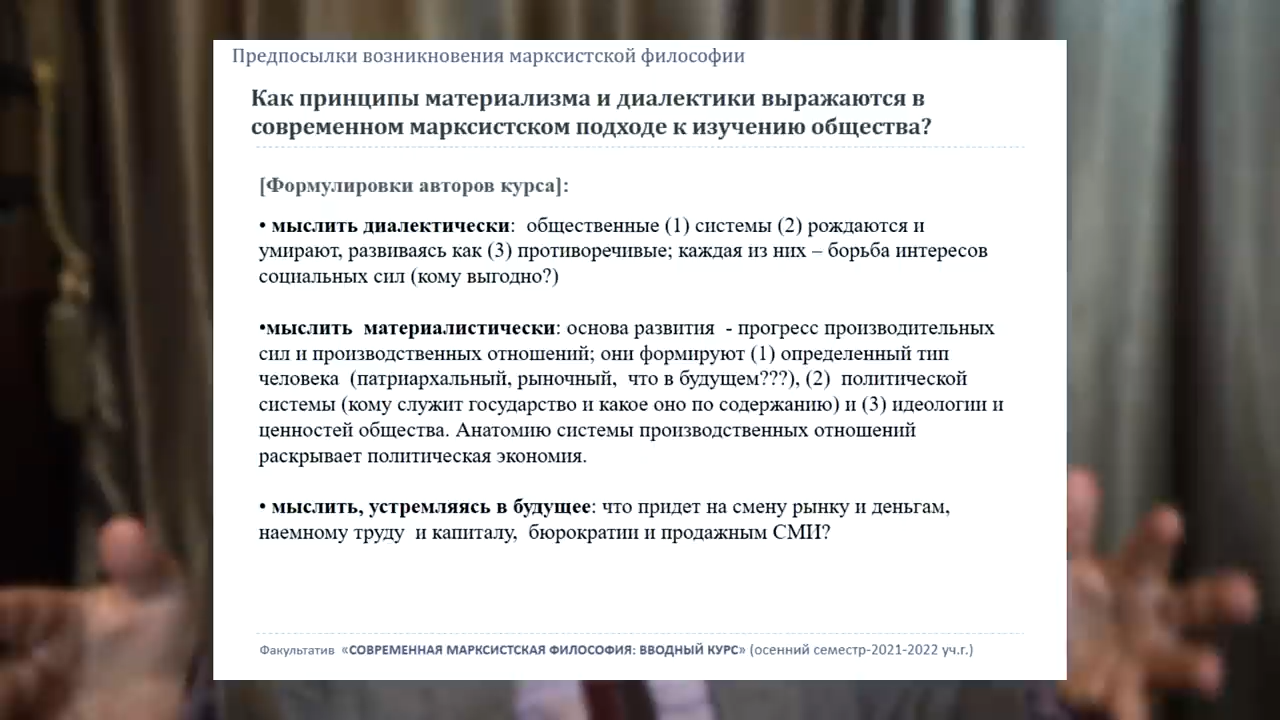 Предпосылки возникновения марксистской философии
Как принципы материализма и диалектики выражаются в
современном марксистском подходе к изучению общества?
[Формулировки авторов курса]:
• мыслить диалектически:  общественные (1) системы (2) рождаются и
умирают, развиваясь как (3) противоречивые; каждая из них – борьба интересов
социальных сил (кому выгодно?)
•мыслить  материалистически: основа развития  - прогресс производительных
сил и производственных отношений; они формируют (1) определенный тип
человека  (патриархальный, рыночный,  что в будущем???), (2)  политической
системы (кому служит государство и какое оно по содержанию) и (3) идеологии и
ценностей общества. Анатомию системы производственных отношений
раскрывает политическая экономия.
• мыслить, устремляясь в будущее: что придет на смену рынку и деньгам,
наемному труду  и капиталу,  бюрократии и продажным СМИ?
Факультатив «СОВРЕМЕННАЯ МАРКСИСТСКАЯ ФИЛОСОФИЯ: ВВОДНЫЙ КУРС» (осенний семестр-2021-2022 уч.г.)